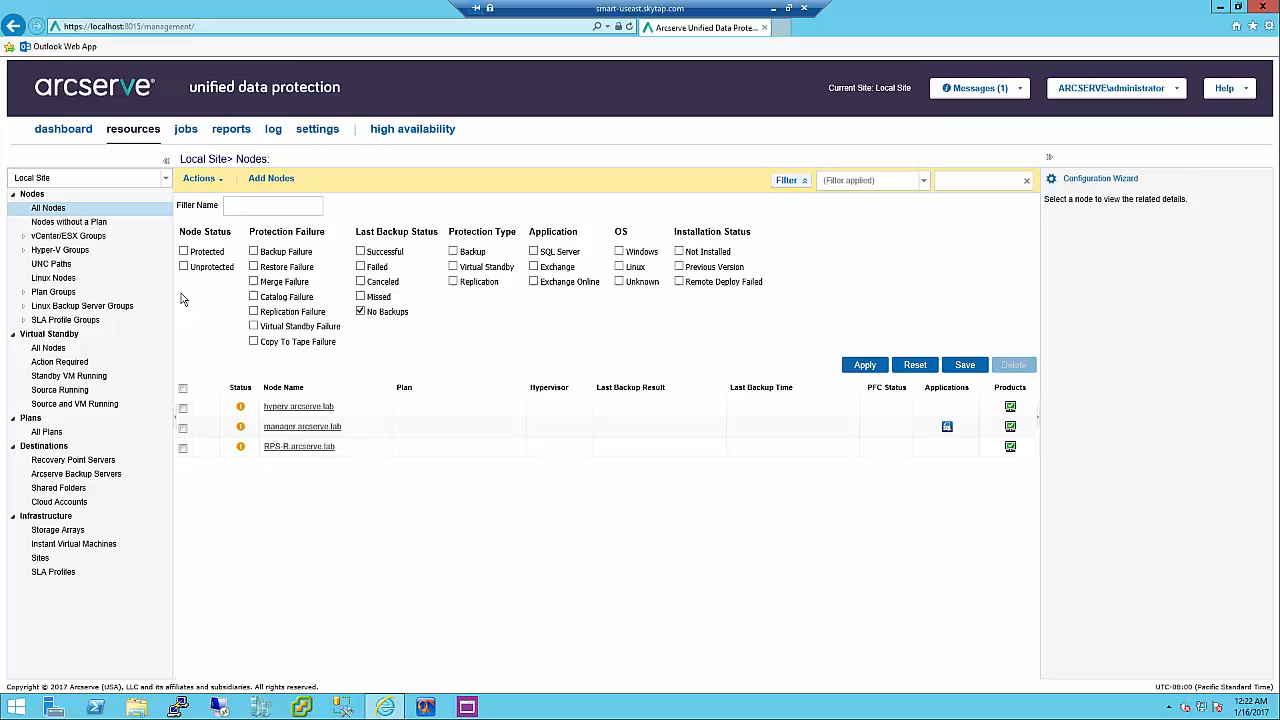 smart-useast.skytap.com
https://localhost:8015/management/
Arcserve Unified Data Prote...
Outlook Web App
arcserve® unified data protection
Current Site: Local Site
Messages (1)
ARCSERVE\administrator
Help
dashboard resources jobs reports log settings | high availability
Local Site> Nodes:
Local Site
Actions
Add Nodes
Filter
(Filter applied)
Configuration Wizard
Select a node to view the related details.
Nodes
All Nodes
Nodes without a Plan
vCenter/ESX Groups
Hyper-V Groups
UNC Paths
Linux Nodes
Plan Groups
Linux Backup Server Groups
SLA Profile Groups
Virtual Standby
All Nodes
Action Required
Standby VM Running
Source Running
Source and VM Running
Plans
All Plans
Destinations
Recovery Point Servers
Arcserve Backup Servers
Shared Folders
Cloud Accounts
Infrastructure
Storage Arrays
Instant Virtual Machines
Sites
SLA Profiles
Filter Name
Node Status
Protected
Unprotected
Protection Failure
Backup Failure
Restore Failure
Merge Failure
Catalog Failure
Replication Failure
Virtual Standby Failure
Copy To Tape Failure
Last Backup Status
Successful
Failed
Canceled
Missed
No Backups
Protection Type
Backup
Virtual Standby
Replication
Application
SQL Server
Exchange
Exchange Online
OS
Windows
Linux
Unknown
Installation Status
Not Installed
Previous Version
Remote Deploy Failed
Apply Reset Save Delete
Status Node Name Plan Hypervisor Last Backup Result Last Backup Time PFC Status Applications Products
hyperv.arcserve.lab
manager.arcserve.lab
RPS-R.arcserve.lab
Copyright © 2017 Arcserve (USA), LLC and its affiliates and subsidiaries. All rights reserved.
UTC-08:00 (Pacific Standard Time)
12:22 AM
1/16/2017